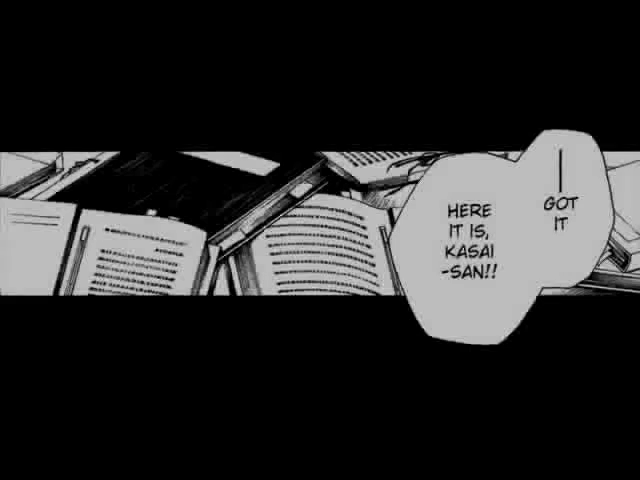 I
GOT
IT
HERE
IT IS,
KASAI
-SAN!!